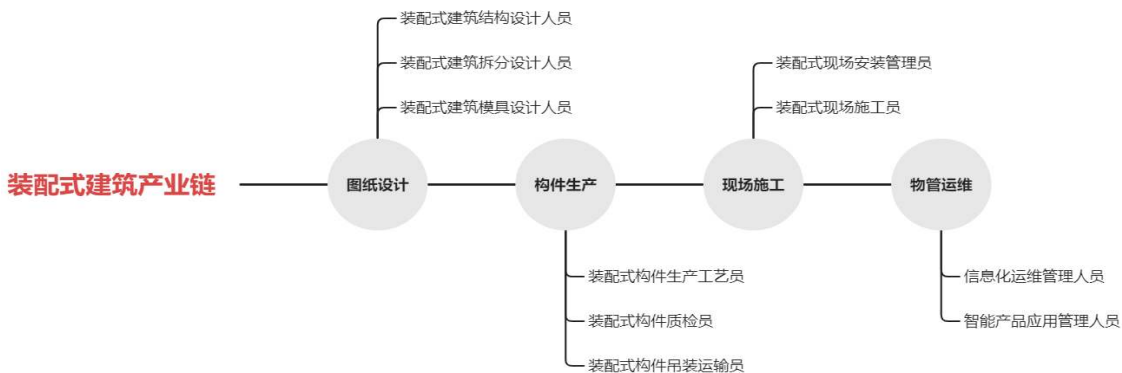 装配式建筑结构设计人员
装配式建筑拆分设计人员
装配式建筑模具设计人员
装配式现场安装管理员
装配式现场施工员
装配式建筑产业链
图纸设计
构件生产
现场施工
物管运维
装配式构件生产工艺员
装配式构件质检员
装配式构件吊装运输员
信息化运维管理人员
智能产品应用管理人员